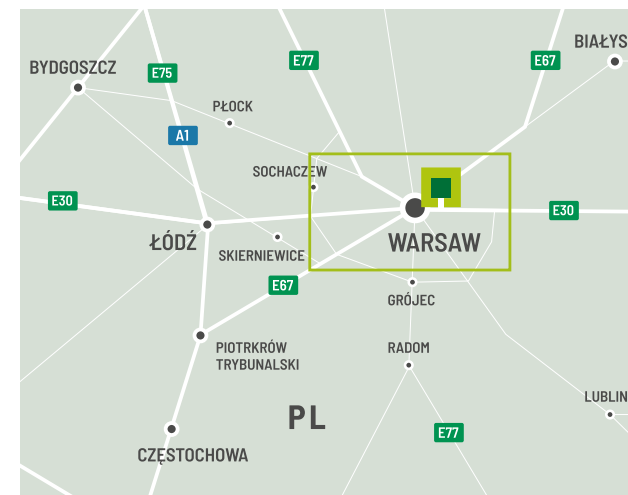 BIAŁYS
BYDGOSZCZ
E75
E77
E67
PŁOCK
A1
SOCHACZEW
E30
E30
ŁÓDŹ
WARSAW
SKIERNIEWICE
E67
GRÓJEC
PIOTRKRÓW
TRYBUNALSKI
RADOM
LUBLIN
PL
E77
CZĘSTOCHOWA